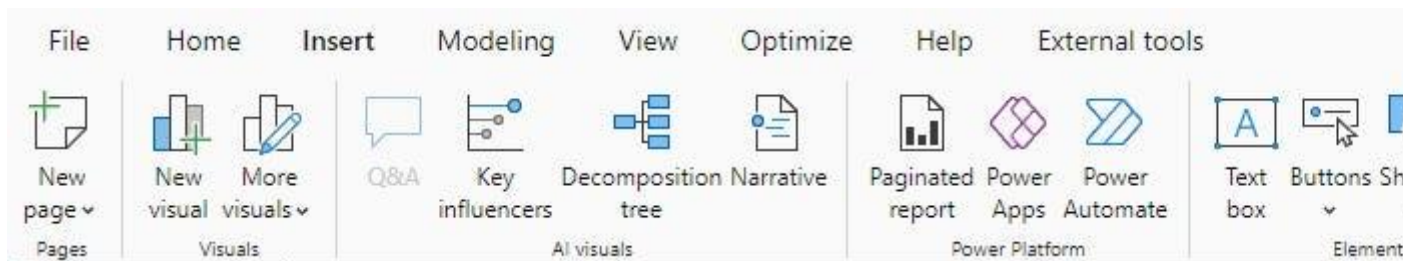 File Home Insert Modeling View Optimize Help External tools
New page
New visual
More visuals
Q&A
Key influencers
Decomposition tree
Narrative
Paginated report
Power Apps
Power Automate
A
Text box
Buttons
Pages
Visuals
AI visuals
Power Platform